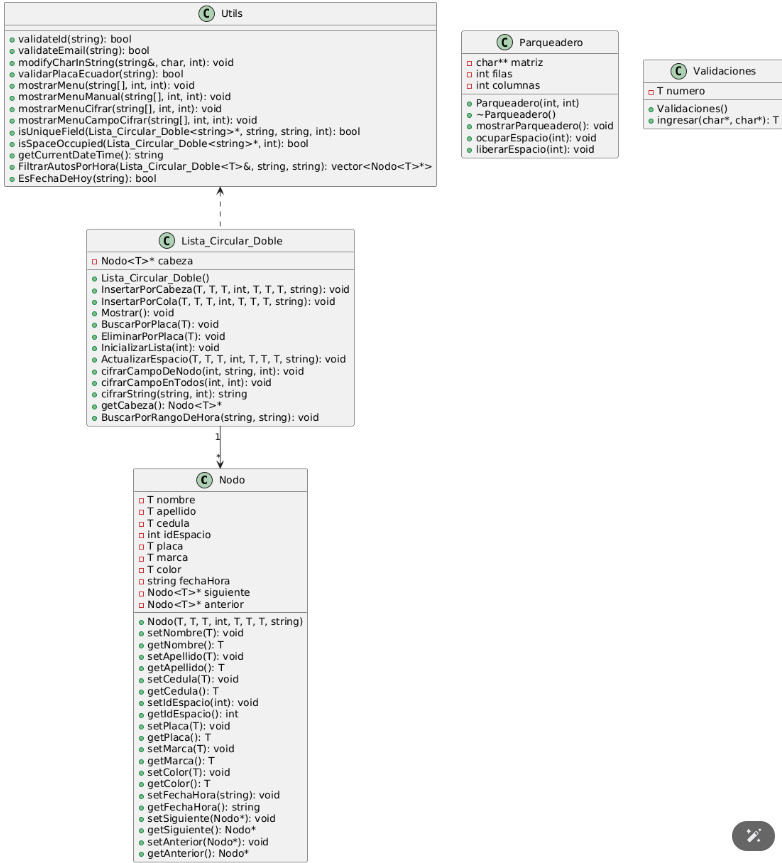 C Utils
validateId(string): bool
validateEmail(string): bool
modifyCharInString(string&, char, int): void
validarPlacaEcuador(string): bool
mostrarMenu(string[], int, int): void
mostrarMenuManual(string[], int, int): void
mostrarMenuCifrar(string[], int, int): void
mostrarMenuCampoCifrar(string[], int, int): void
isUniqueField(Lista_Circular_Doble<string>*, string, string, int): bool
isSpaceOccupied(Lista_Circular_Doble<string>*, int): bool
getCurrentDateTime(): string
FiltrarAutosPorHora(Lista_Circular_Doble<T>&, string, string): vector<Nodo<T>*>
EsFechaDeHoy(string): bool
C Parqueadero
char** matriz
int filas
int columnas
Parqueadero(int, int)
~Parqueadero()
mostrarParqueadero(): void
ocuparEspacio(int): void
liberarEspacio(int): void
C Validaciones
T numero
Validaciones()
ingresar(char*, char*): T
C Lista_Circular_Doble
Nodo<T>* cabeza
Lista_Circular_Doble()
InsertarPorCabeza(T, T, T, int, T, T, T, string): void
InsertarPorCola(T, T, T, int, T, T, T, string): void
Mostrar(): void
BuscarPorPlaca(T): void
EliminarPorPlaca(T): void
InicializarLista(int): void
ActualizarEspacio(T, T, T, int, T, T, T, string): void
cifrarCampoDeNodo(int, string, int): void
cifrarCampoEnTodos(int, int): void
cifrarString(string, int): string
getCabeza(): Nodo<T>*
BuscarPorRangoDeHora(string, string): void
1
*
C Nodo
T nombre
T apellido
T cedula
int idEspacio
T placa
T marca
T color
string fechaHora
Nodo<T>* siguiente
Nodo<T>* anterior
Nodo(T, T, T, int, T, T, T, string)
setNombre(T): void
getNombre(): T
setApellido(T): void
getApellido(): T
setCedula(T): void
getCedula(): T
setIdEspacio(int): void
getIdEspacio(): int
setPlaca(T): void
getPlaca(): T
setMarca(T): void
getMarca(): T
setColor(T): void
getColor(): T
setFechaHora(string): void
getFechaHora(): string
setSiguiente(Nodo*): void
getSiguiente(): Nodo*
setAnterior(Nodo*): void
getAnterior(): Nodo*